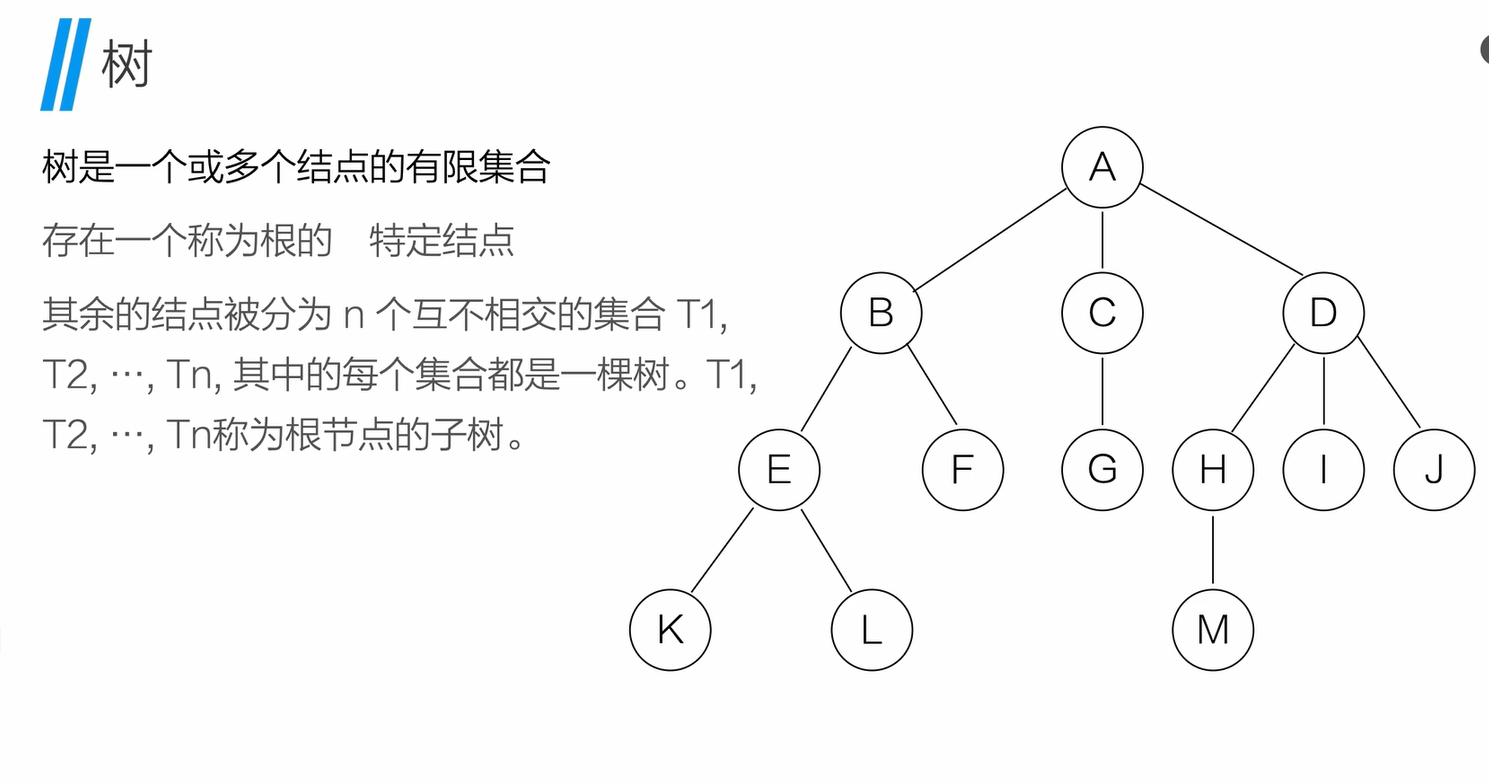 树
树是一个或多个结点的有限集合
存在一个称为根的　特定结点
其余的结点被分为 n 个互不相交的集合 T1,
T2, …, Tn, 其中的每个集合都是一棵树。T1,
T2, …, Tn称为根节点的子树。
A
B
C
D
E
F
G
H
I
J
K
L
M